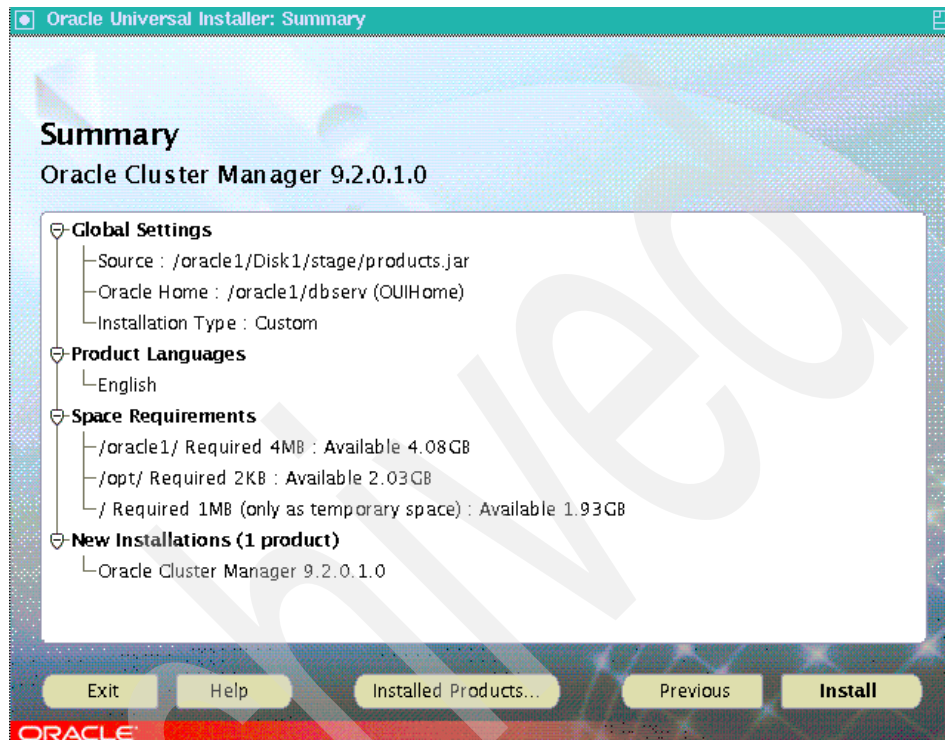 Oracle Universal Installer: Summary
Summary
Oracle Cluster Manager 9.2.0.1.0
Global Settings
Source : /oracle1/Disk1/stage/products.jar
Oracle Home : /oracle1/dbserv (OUIHome)
Installation Type : Custom
Product Languages
English
Space Requirements
/oracle1/ Required 4MB : Available 4.08GB
/opt/ Required 2KB : Available 2.03GB
/ Required 1MB (only as temporary space) : Available 1.93GB
New Installations (1 product)
Oracle Cluster Manager 9.2.0.1.0
Exit Help Installed Products... Previous Install
ORACLE